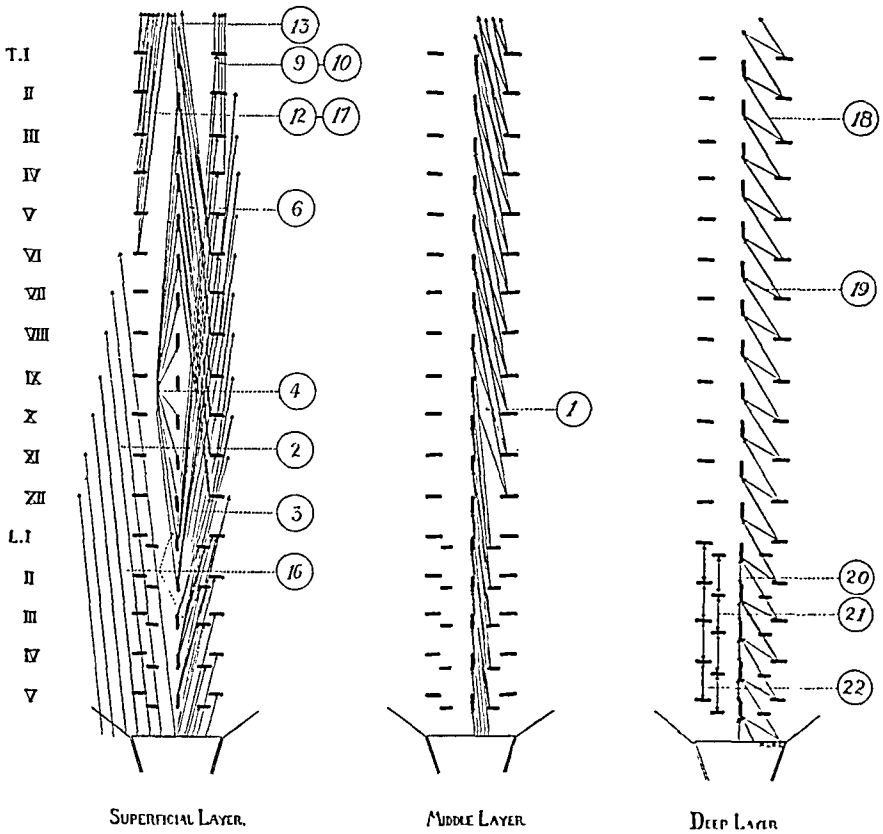 T.I
II
III
IV
V
VI
VII
VIII
IX
X
XI
XII
L.I
II
III
IV
V
13
9 10
12 17
6
4
2
3
16
1
18
19
20
21
22
SUPERFICIAL LAYER.
MIDDLE LAYER
DEEP LAYER